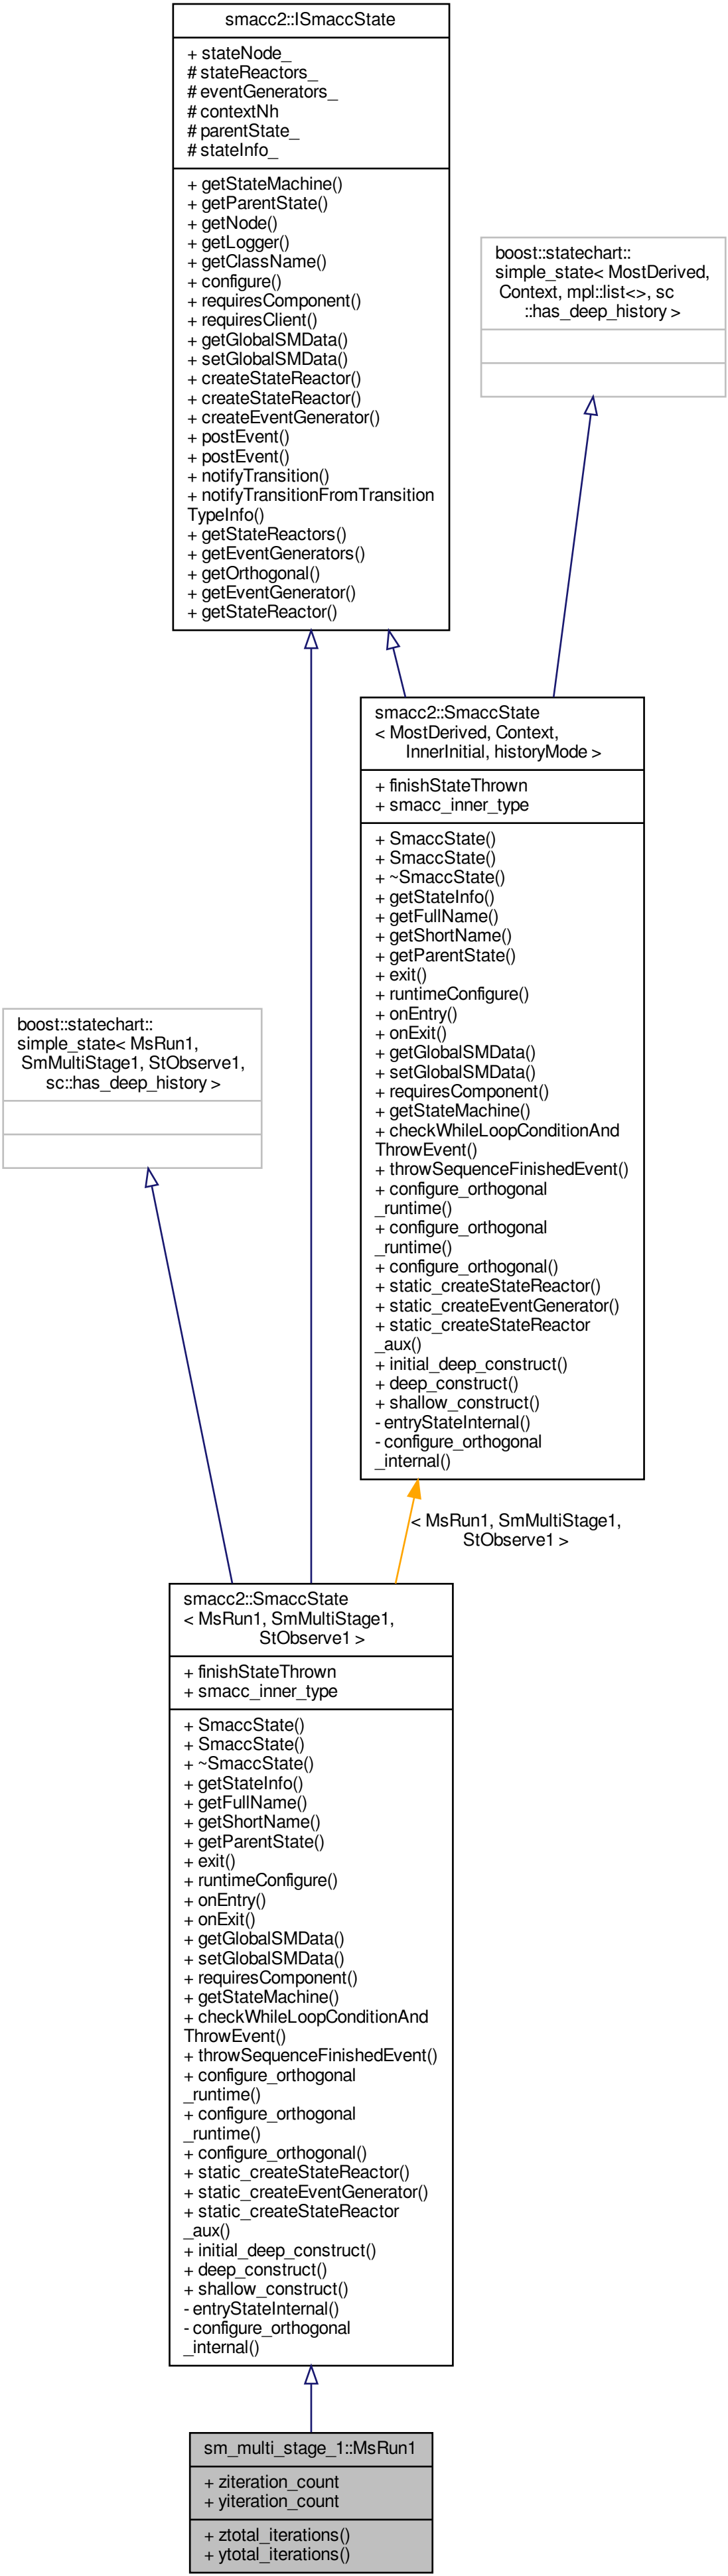 smacc2::ISmaccState
+ stateNode_
# stateReactors_
# eventGenerators_
# contextNh
# parentState_
# stateInfo_
+ getStateMachine()
+ getParentState()
+ getNode()
+ getLogger()
+ getClassName()
+ configure()
+ requiresComponent()
+ requiresClient()
+ getGlobalSMData()
+ setGlobalSMData()
+ createStateReactor()
+ createStateReactor()
+ createEventGenerator()
+ postEvent()
+ postEvent()
+ notifyTransition()
+ notifyTransitionFromTransition
TypeInfo()
+ getStateReactors()
+ getEventGenerators()
+ getOrthogonal()
+ getEventGenerator()
+ getStateReactor()
boost::statechart::
simple_state< MostDerived,
Context, mpl::list<>, sc
::has_deep_history >
smacc2::SmaccState
< MostDerived, Context,
InnerInitial, historyMode >
+ finishStateThrown
+ smacc_inner_type
+ SmaccState()
+ SmaccState()
+ ~SmaccState()
+ getStateInfo()
+ getFullName()
+ getShortName()
+ getParentState()
+ exit()
+ runtimeConfigure()
+ onEntry()
+ onExit()
+ getGlobalSMData()
+ setGlobalSMData()
+ requiresComponent()
+ getStateMachine()
+ checkWhileLoopConditionAnd
ThrowEvent()
+ throwSequenceFinishedEvent()
+ configure_orthogonal
_runtime()
+ configure_orthogonal
_runtime()
+ configure_orthogonal()
+ static_createStateReactor()
+ static_createEventGenerator()
+ static_createStateReactor
_aux()
+ initial_deep_construct()
+ deep_construct()
+ shallow_construct()
- entryStateInternal()
- configure_orthogonal
_internal()
boost::statechart::
simple_state< MsRun1,
SmMultiStage1, StObserve1,
sc::has_deep_history >
< MsRun1, SmMultiStage1,
StObserve1 >
smacc2::SmaccState
< MsRun1, SmMultiStage1,
StObserve1 >
+ finishStateThrown
+ smacc_inner_type
+ SmaccState()
+ SmaccState()
+ ~SmaccState()
+ getStateInfo()
+ getFullName()
+ getShortName()
+ getParentState()
+ exit()
+ runtimeConfigure()
+ onEntry()
+ onExit()
+ getGlobalSMData()
+ setGlobalSMData()
+ requiresComponent()
+ getStateMachine()
+ checkWhileLoopConditionAnd
ThrowEvent()
+ throwSequenceFinishedEvent()
+ configure_orthogonal
_runtime()
+ configure_orthogonal
_runtime()
+ configure_orthogonal()
+ static_createStateReactor()
+ static_createEventGenerator()
+ static_createStateReactor
_aux()
+ initial_deep_construct()
+ deep_construct()
+ shallow_construct()
- entryStateInternal()
- configure_orthogonal
_internal()
sm_multi_stage_1::MsRun1
+ ziteration_count
+ yiteration_count
+ ztotal_iterations()
+ ytotal_iterations()